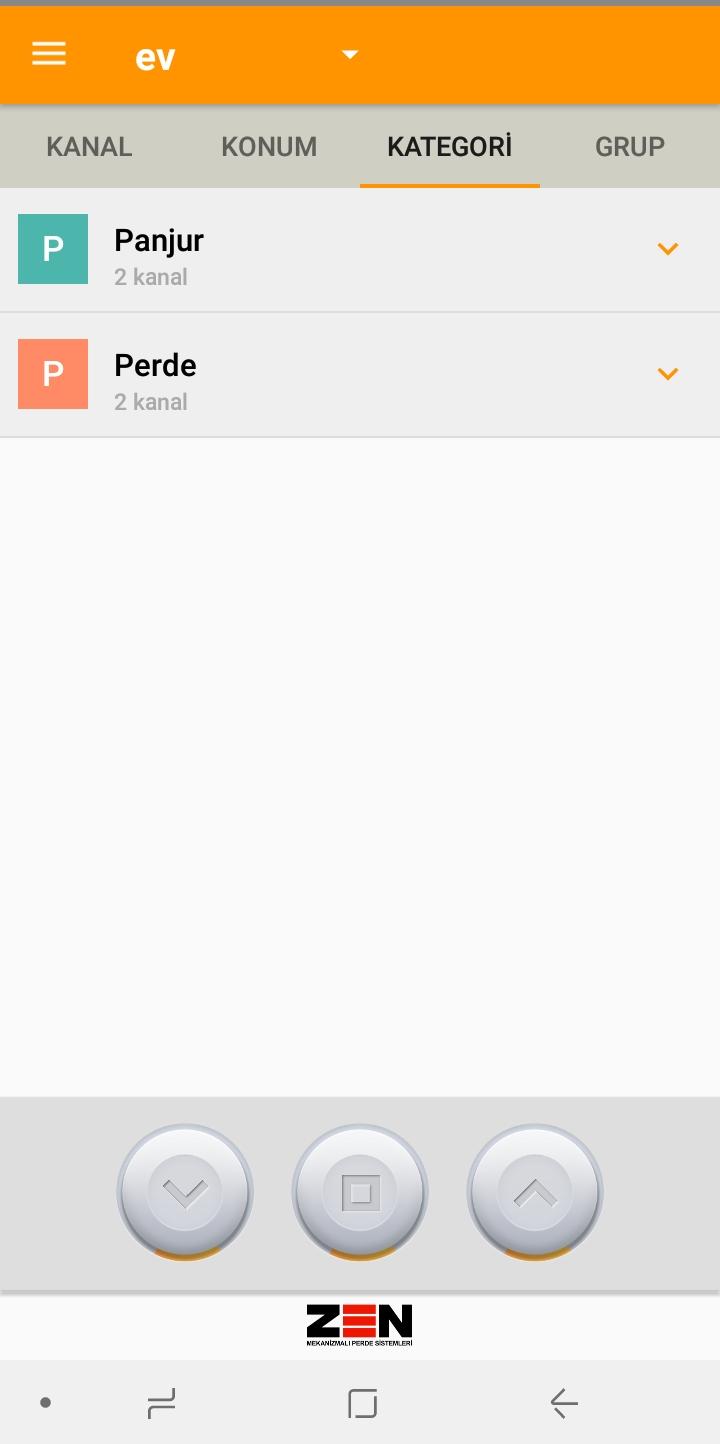 ev
KANAL KONUM KATEGORİ GRUP
P
Panjur
2 kanal
P
Perde
2 kanal
ZEN
MEKANİZMALI PERDE SİSTEMLERİ